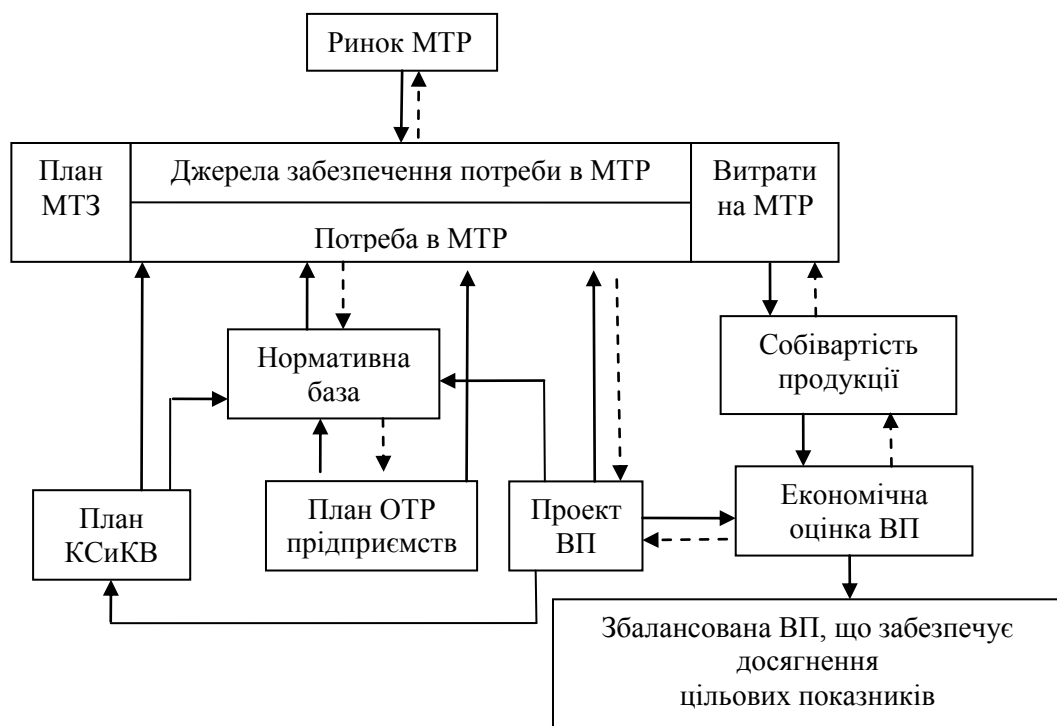 Ринок МТР
План
МТЗ
Джерела забезпечення потреби в МТР
Потреба в МТР
Витрати
на МТР
Нормативна
база
Собівартість
продукції
План
КСиКВ
План ОТР
прідприємств
Проект
ВП
Економічна
оцінка ВП
Збалансована ВП, що забезпечує
досягнення
цільових показників